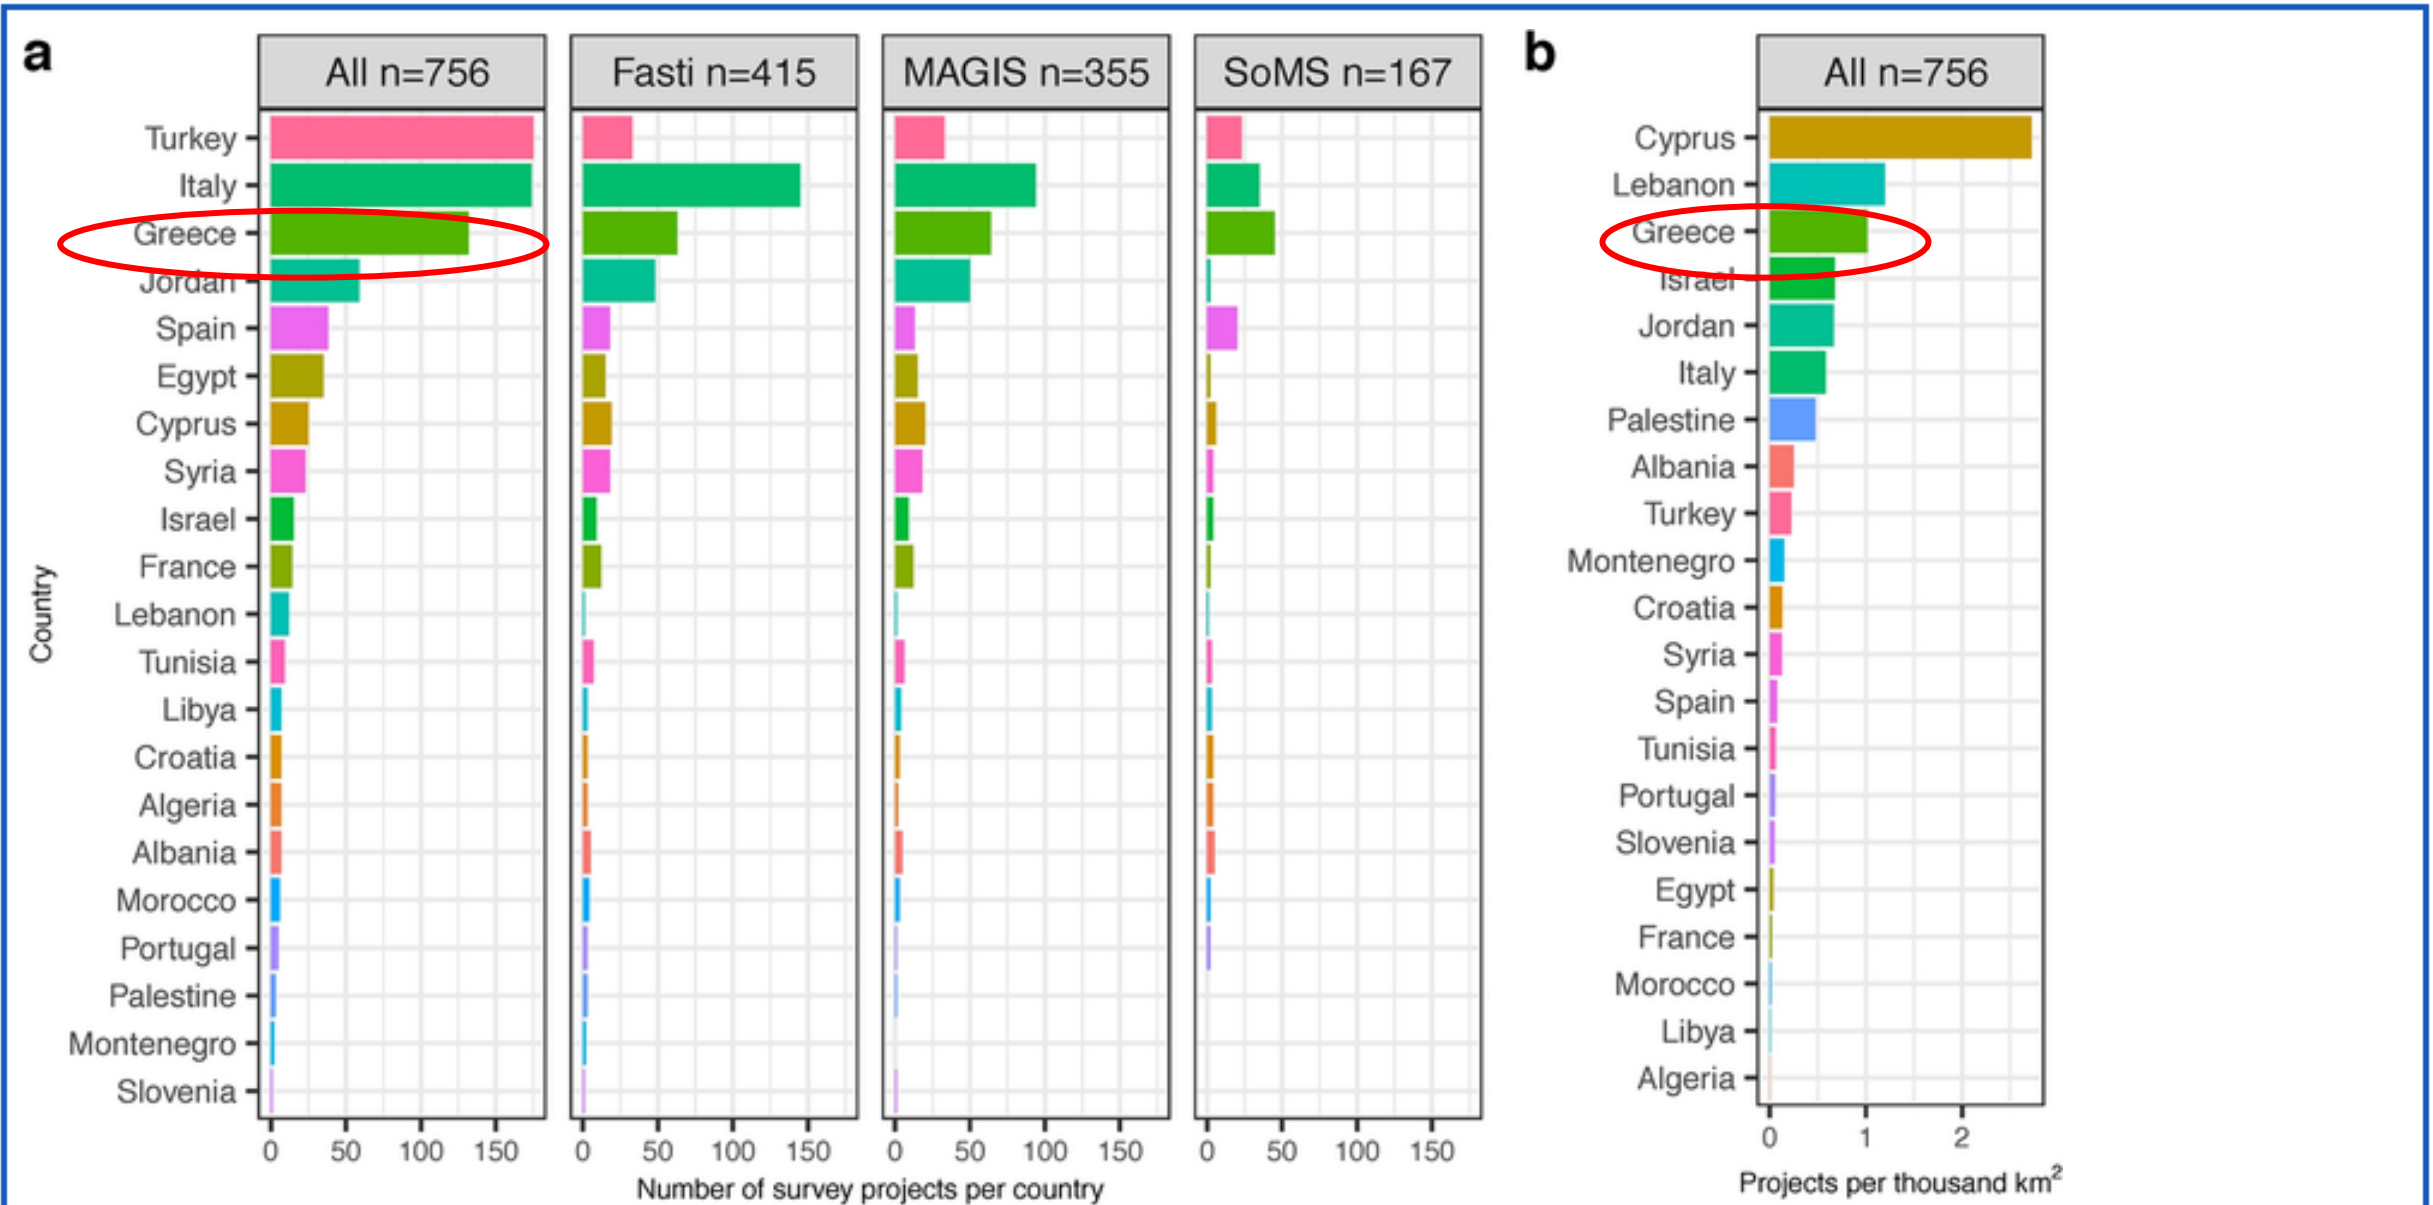 a
All n=756
Fasti n=415
MAGIS n=355
SoMS n=167
Country
Turkey
Italy
Greece
Jordan
Spain
Egypt
Cyprus
Syria
Israel
France
Lebanon
Tunisia
Libya
Croatia
Algeria
Albania
Morocco
Portugal
Palestine
Montenegro
Slovenia
0 50 100 150
0 50 100 150
0 50 100 150
0 50 100 150
Number of survey projects per country
b
All n=756
Cyprus
Lebanon
Greece
Israel
Jordan
Italy
Palestine
Albania
Turkey
Montenegro
Croatia
Syria
Spain
Tunisia
Portugal
Slovenia
Egypt
France
Morocco
Libya
Algeria
0 1 2
Projects per thousand km²